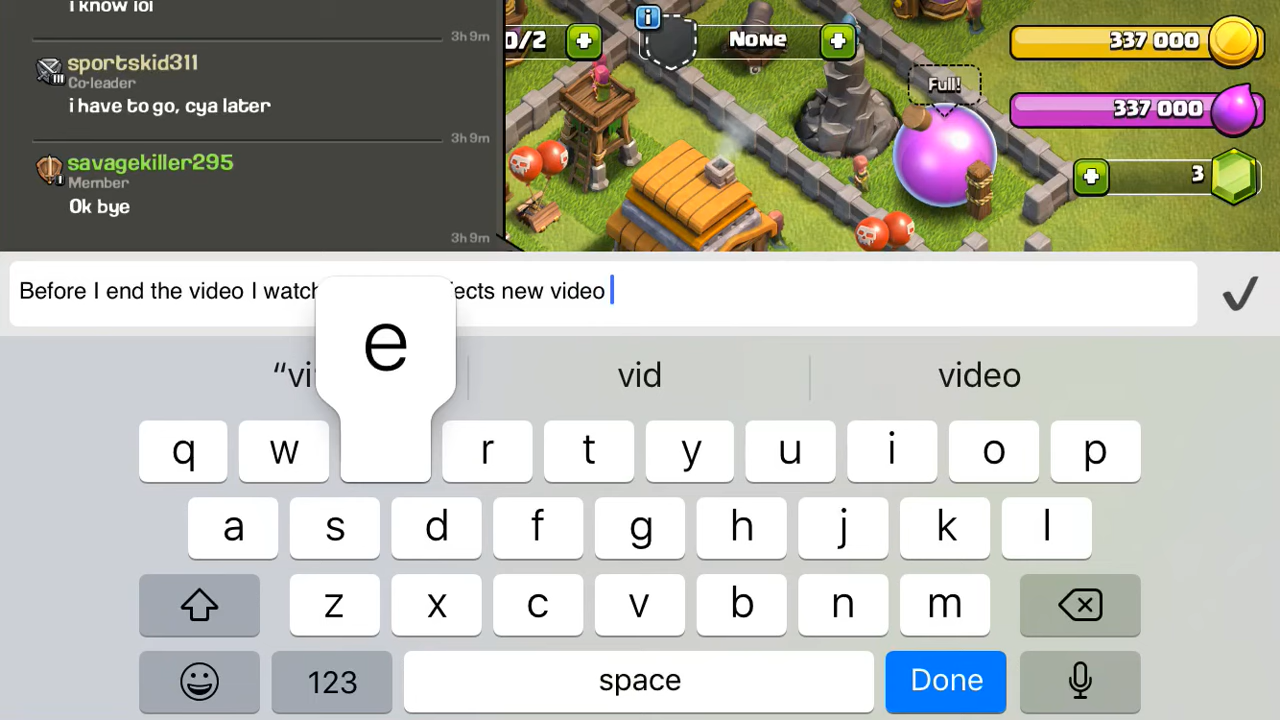 i know lol
3h 9m
sportskid311
Co-leader
i have to go, cya later
3h 9m
savagekiller295
Member
Ok bye
3h 9m
0/2
None
337 000
Full!
337 000
3
Before I end the video I watch ects new video
“vi
vid
video
e
q w r t y u i o p
a s d f g h j k l
z x c v b n m
123
space
Done